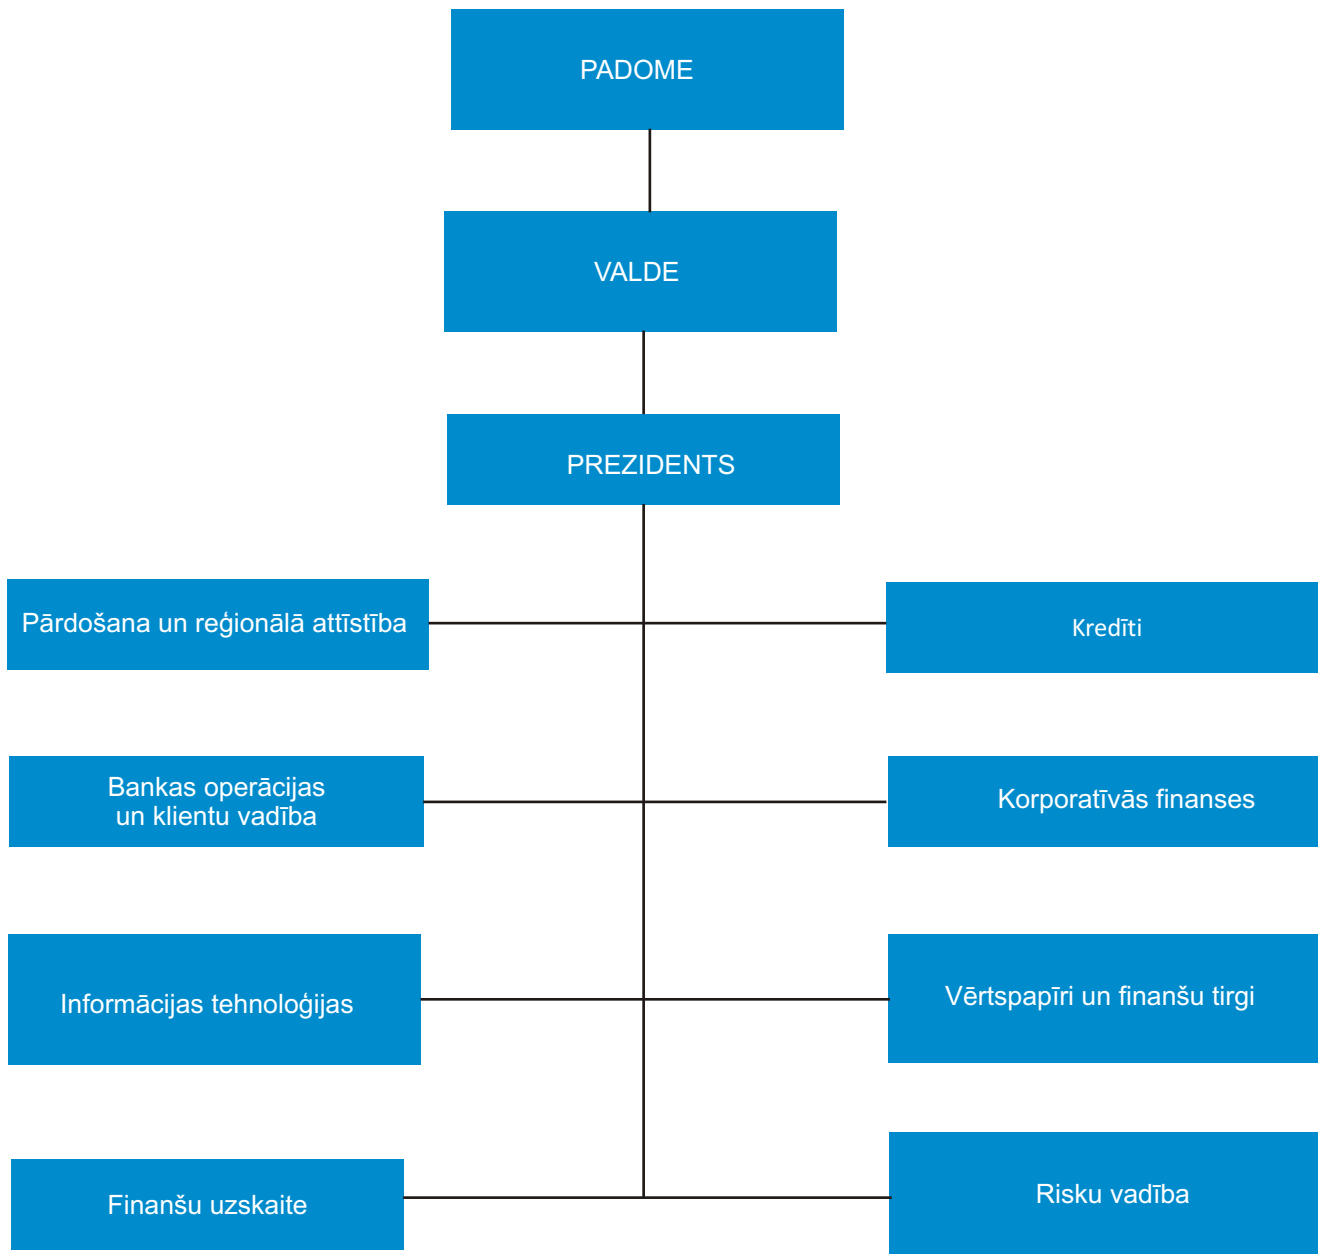 PADOME
VALDE
PREZIDENTS
Pārdošana un reģionālā attīstība
Kredīti
Bankas operācijas
un klientu vadība
Korporatīvās finanses
Informācijas tehnoloģijas
Vērtspapīri un finanšu tirgi
Finanšu uzskaite
Risku vadība